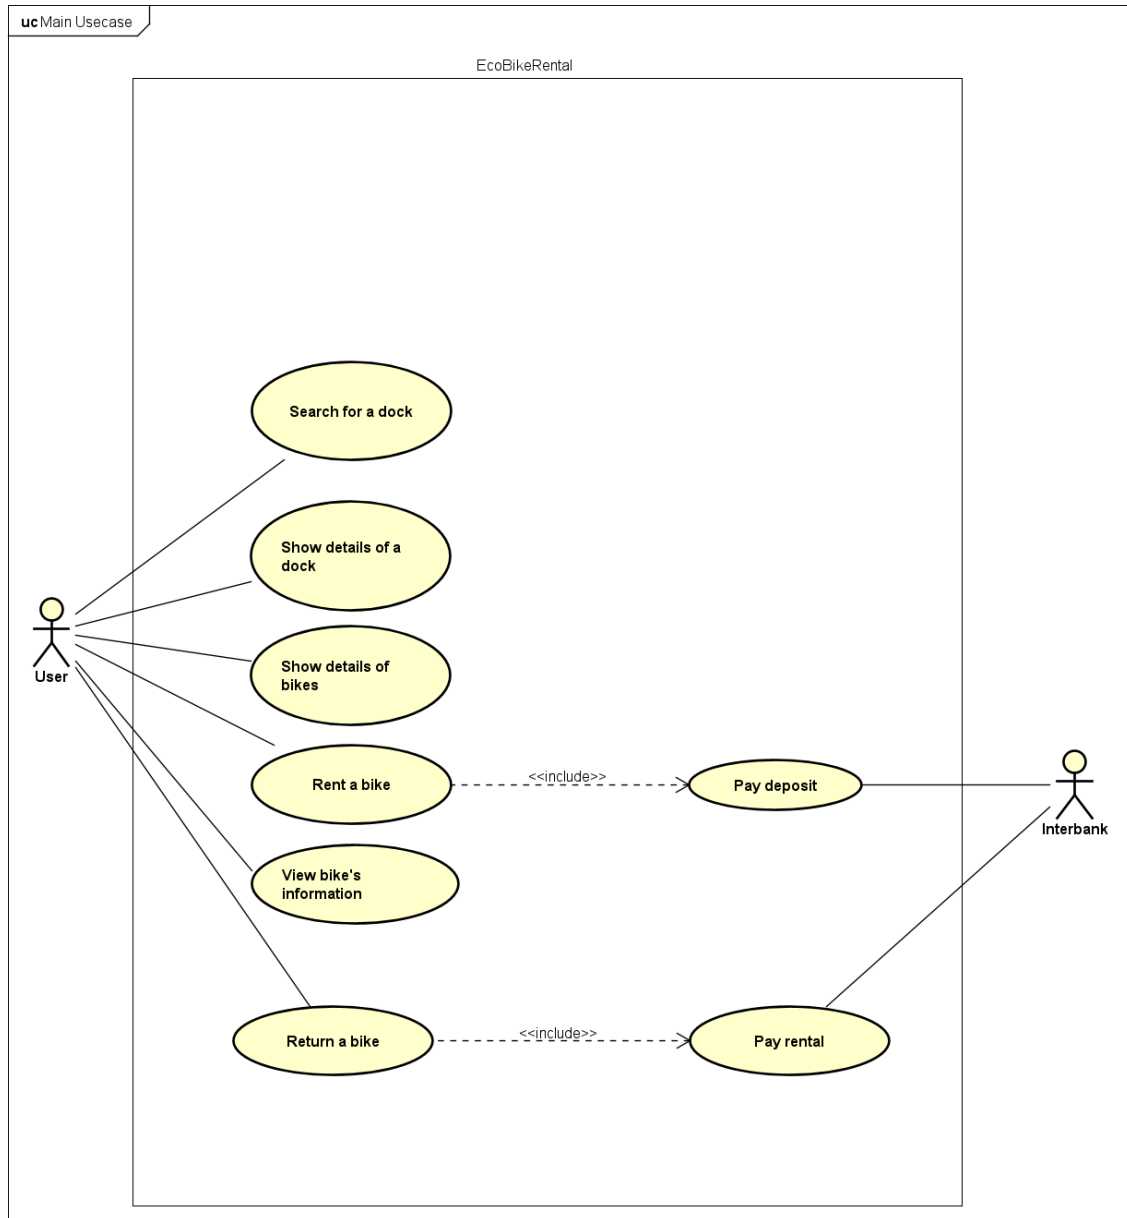 uc Main Usecase
EcoBikeRental
Search for a dock
Show details of a
dock
Show details of
bikes
User
Rent a bike
<<include>>
Pay deposit
Interbank
View bike's
information
Return a bike
<<include>>
Pay rental